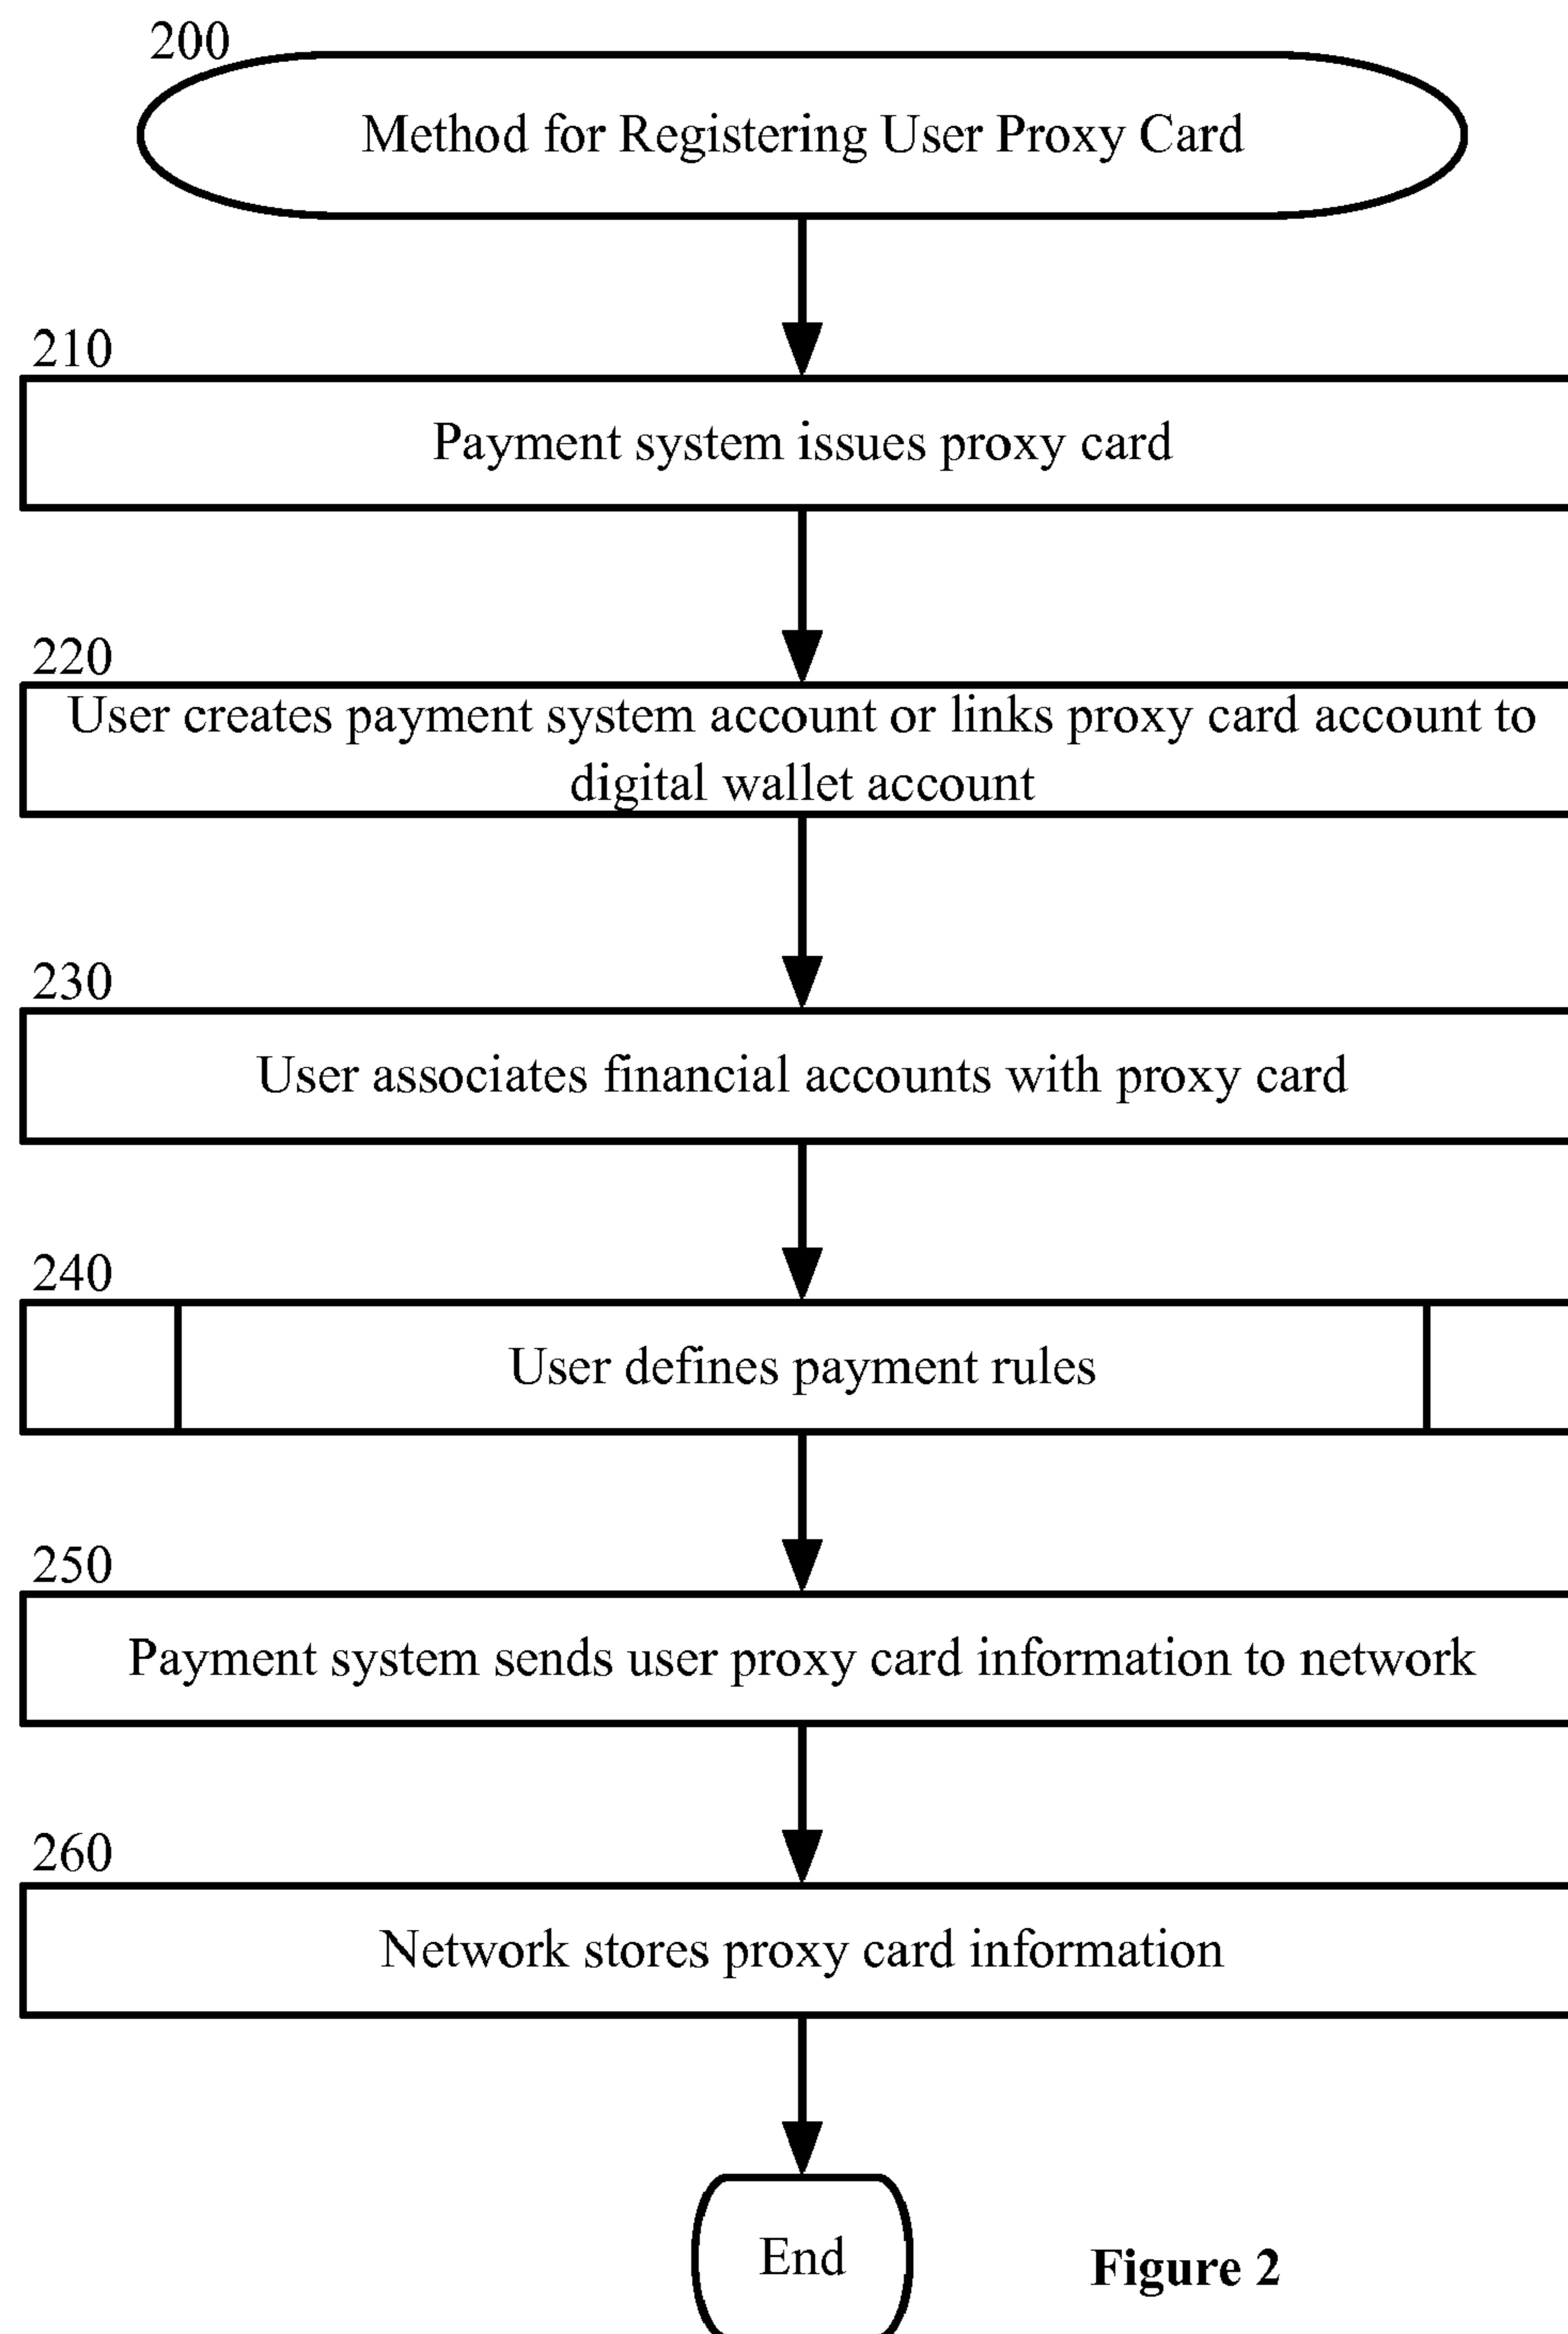 200
Method for Registering User Proxy Card
210
Payment system issues proxy card
220
User creates payment system account or links proxy card account to
digital wallet account
230
User associates financial accounts with proxy card
240
User defines payment rules
250
Payment system sends user proxy card information to network
260
Network stores proxy card information
End
Figure 2